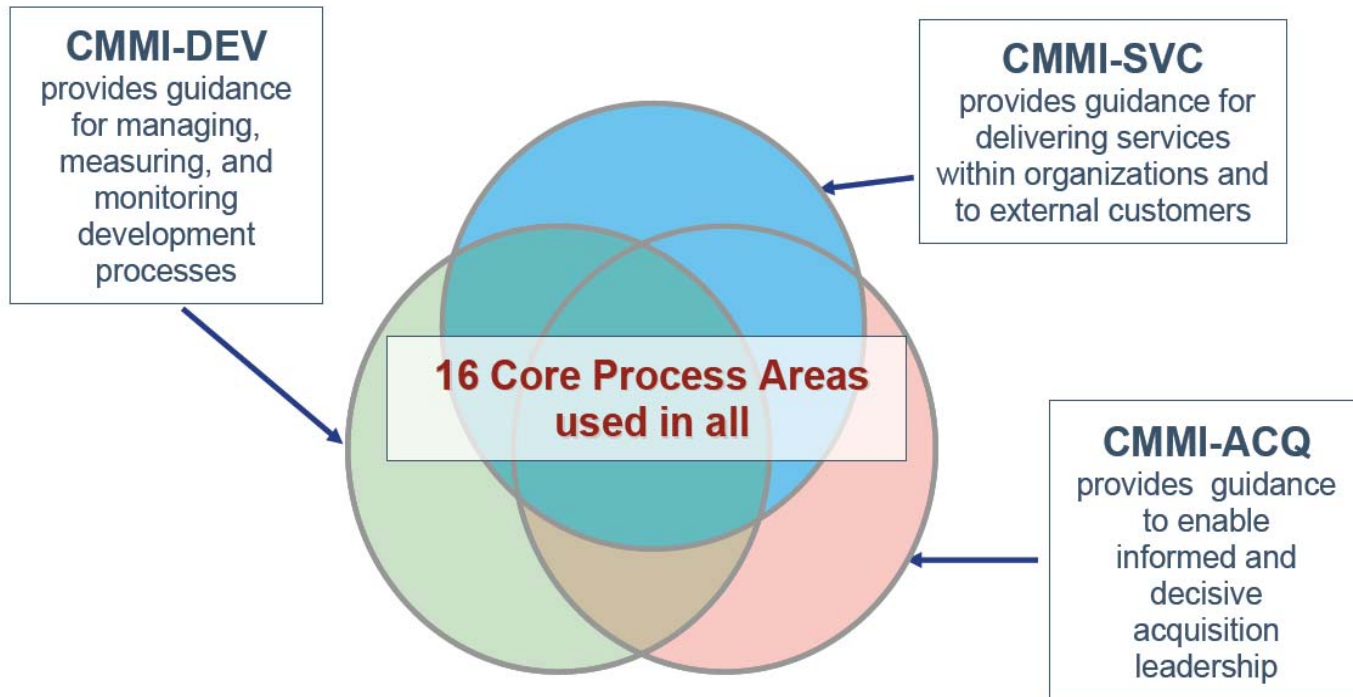 CMMI-DEV
provides guidance
for managing,
measuring, and
monitoring
development
processes
CMMI-SVC
provides guidance for
delivering services
within organizations and
to external customers
16 Core Process Areas
used in all
CMMI-ACQ
provides guidance
to enable
informed and
decisive
acquisition
leadership